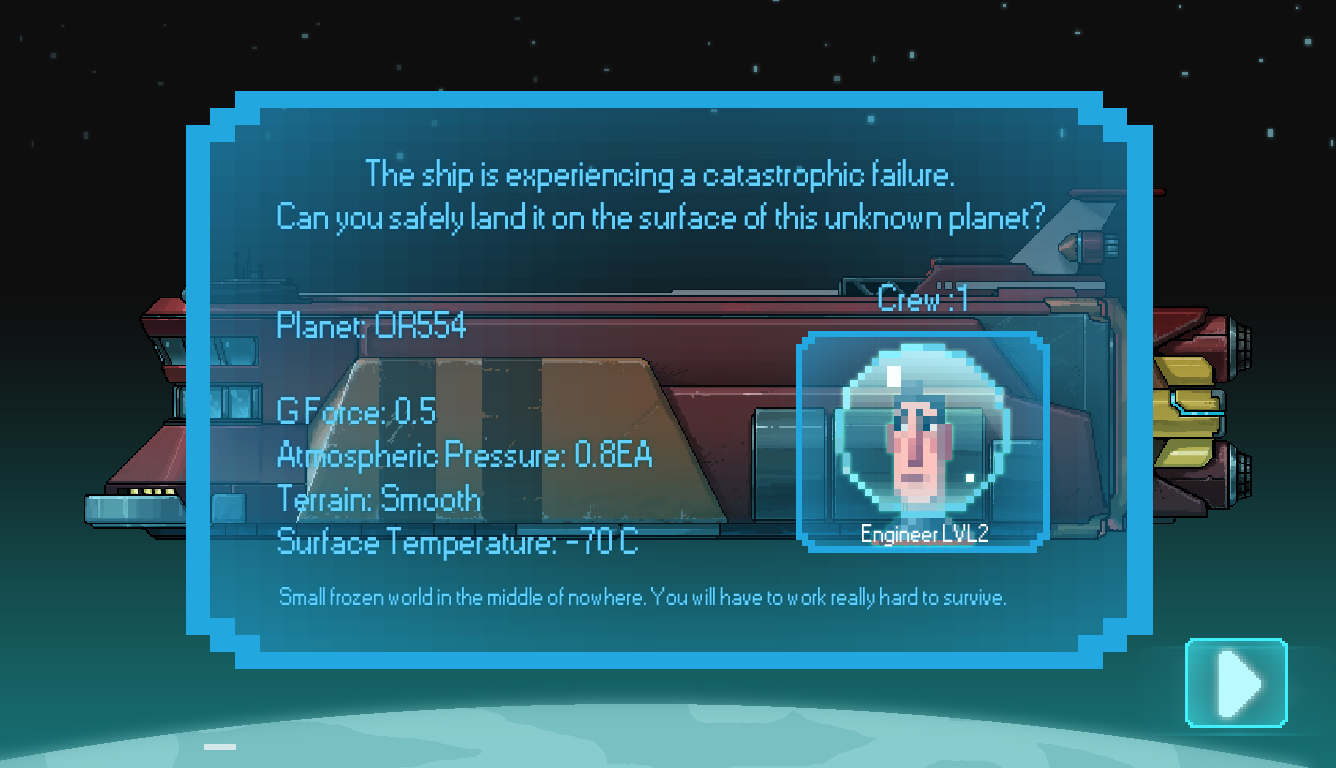 The ship is experiencing a catastrophic failure.
Can you safely land it on the surface of this unknown planet?
Crew :1
Planet: OR554
G Force: 0.5
Atmospheric Pressure: 0.8EA
Terrain: Smooth
Surface Temperature: -70 C
Engineer LVL2
Small frozen world in the middle of nowhere. You will have to work really hard to survive.